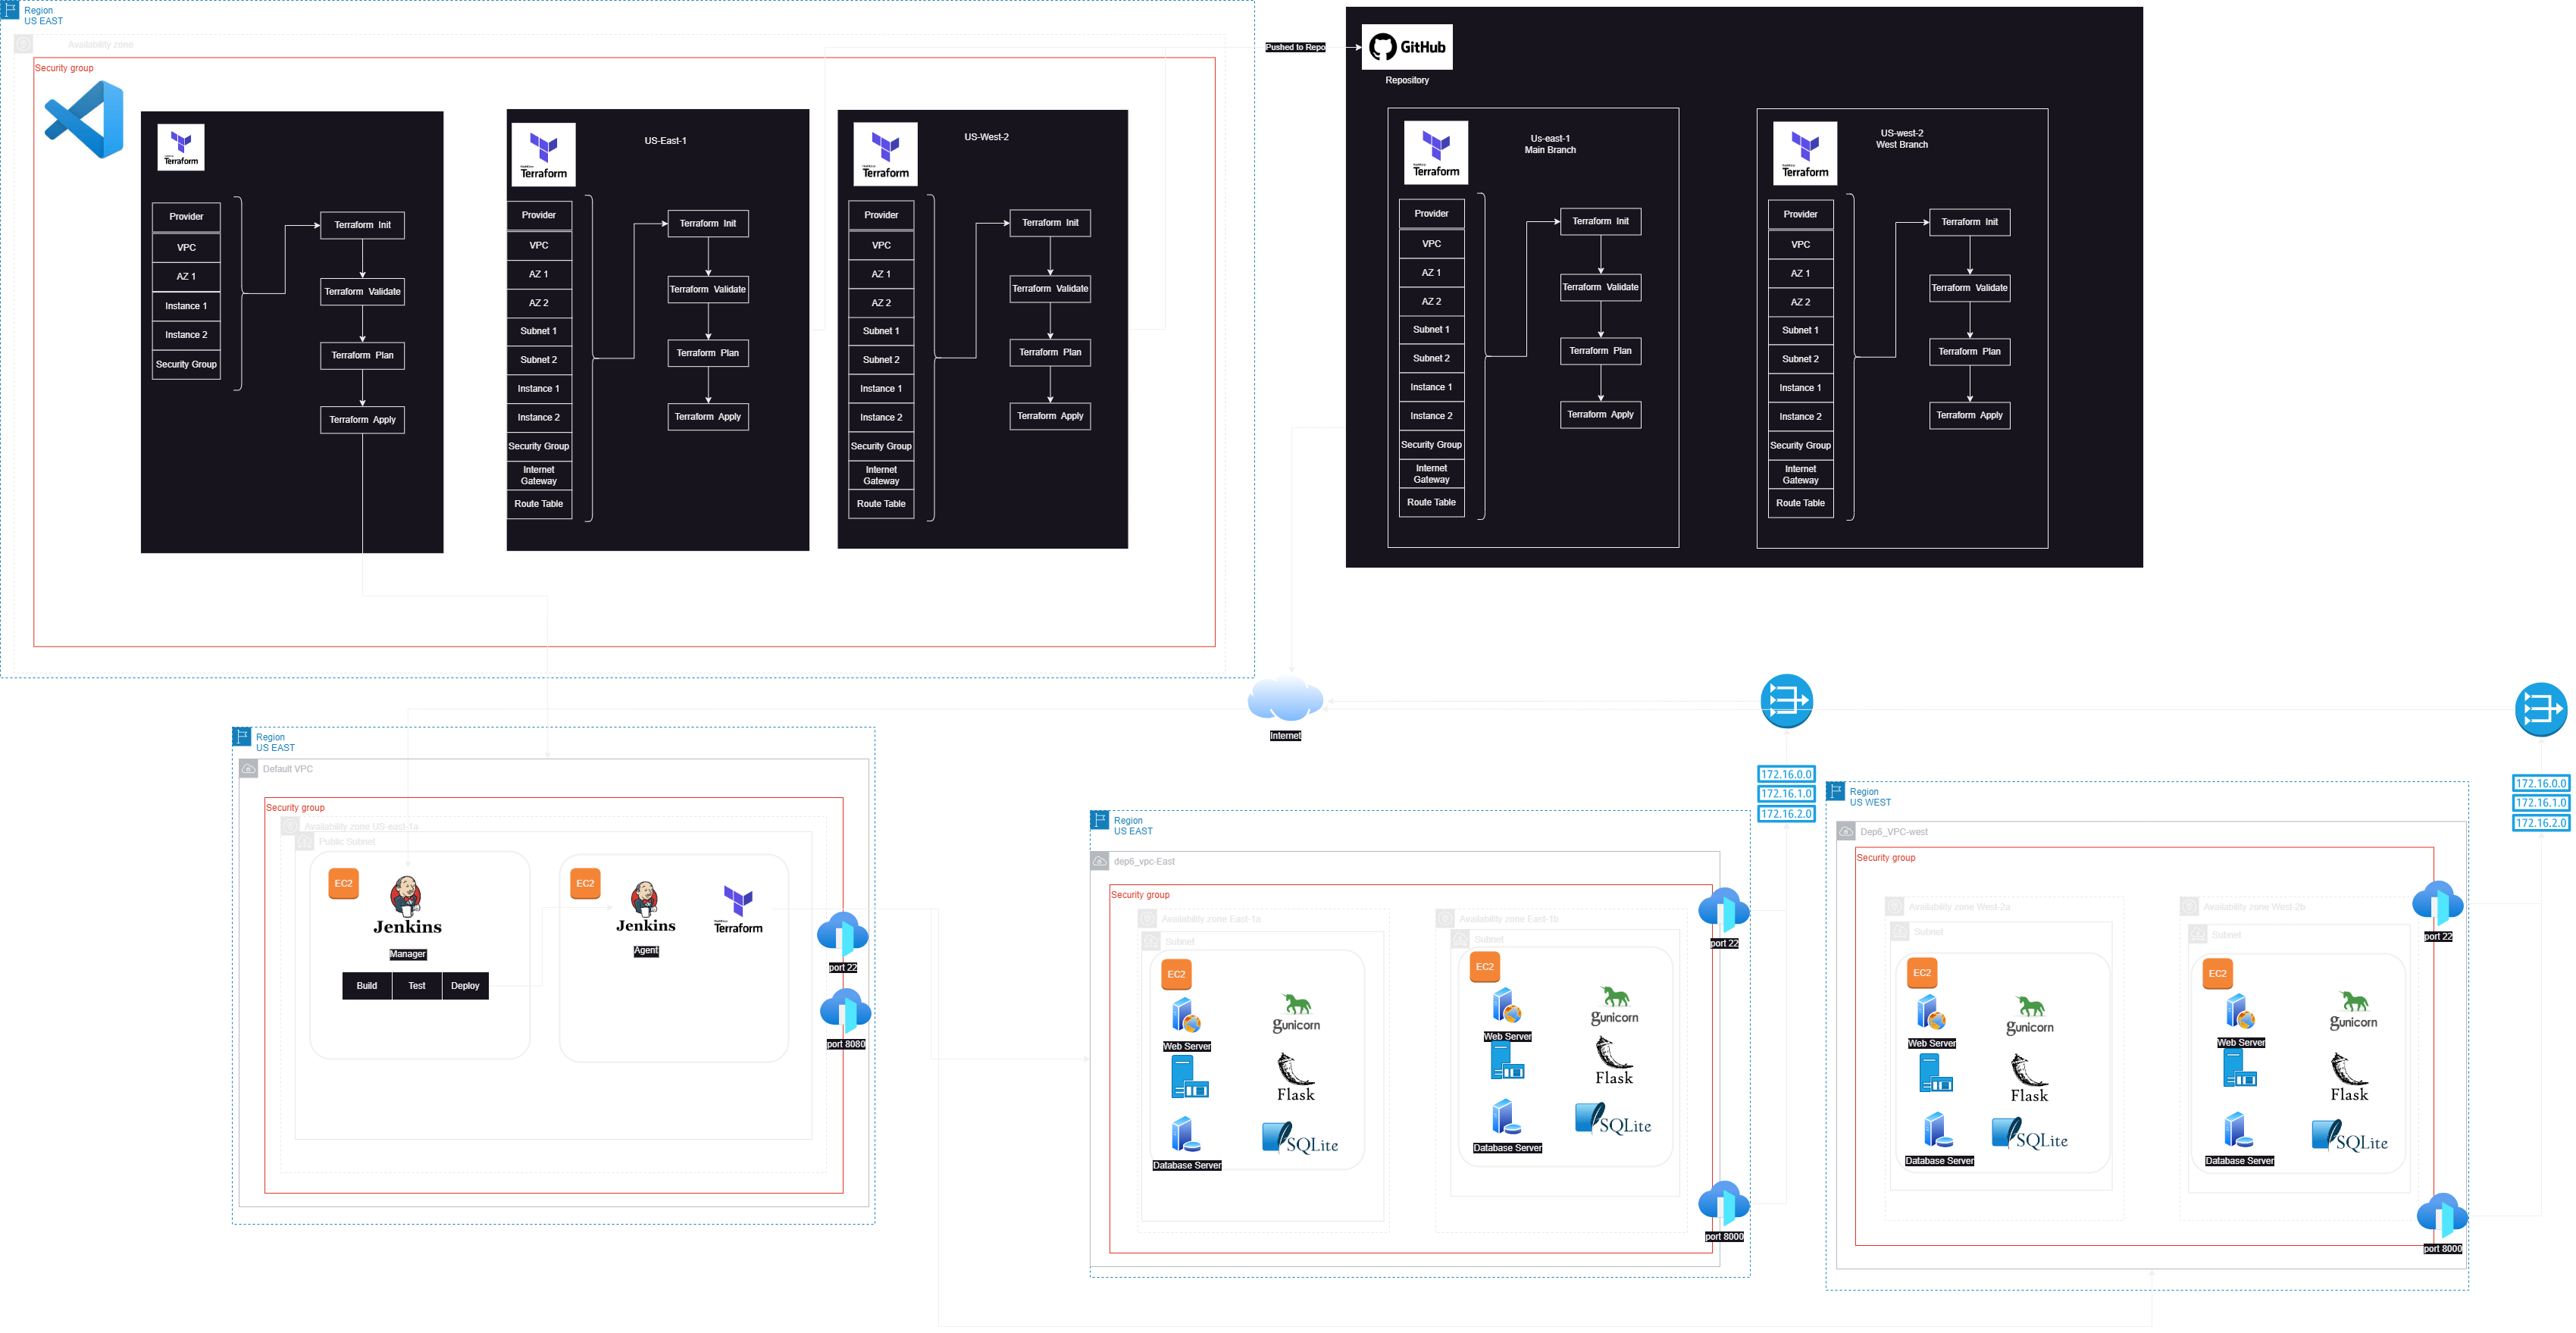 Region
US EAST
Availability zone
Security group
Terraform
Provider
VPC
AZ 1
Instance 1
Instance 2
Security Group
Terraform Init
Terraform Validate
Terraform Plan
Terraform Apply
US-East-1
Terraform
Provider
VPC
AZ 1
AZ 2
Subnet 1
Subnet 2
Instance 1
Instance 2
Security Group
Internet
Gateway
Route Table
Terraform Init
Terraform Validate
Terraform Plan
Terraform Apply
US-West-2
Terraform
Provider
VPC
AZ 1
AZ 2
Subnet 1
Subnet 2
Instance 1
Instance 2
Security Group
Internet
Gateway
Route Table
Terraform Init
Terraform Validate
Terraform Plan
Terraform Apply
Pushed to Repo
GitHub
Repository
Us-east-1
Main Branch
Terraform
Provider
VPC
AZ 1
AZ 2
Subnet 1
Subnet 2
Instance 1
Instance 2
Security Group
Internet
Gateway
Route Table
Terraform Init
Terraform Validate
Terraform Plan
Terraform Apply
US-west-2
West Branch
Terraform
Provider
VPC
AZ 1
AZ 2
Subnet 1
Subnet 2
Instance 1
Instance 2
Security Group
Internet
Gateway
Route Table
Terraform Init
Terraform Validate
Terraform Plan
Terraform Apply
Internet
Region
US EAST
Default VPC
Security group
Availability zone US-east-1a
Public Subnet
EC2
Jenkins
Manager
Build
Test
Deploy
EC2
Jenkins
Agent
Terraform
port 22
port 8080
Region
US EAST
dep6_vpc-East
Security group
Availability zone East-1a
Subnet
EC2
Web Server
Database Server
gunicorn
Flask
SQLite
Availability zone East-1b
Subnet
EC2
Web Server
Database Server
gunicorn
Flask
SQLite
port 22
port 8000
172.16.0.0
172.16.1.0
172.16.2.0
Region
US WEST
Dep6_VPC-west
Security group
Availability zone West-2a
Subnet
EC2
Web Server
Database Server
gunicorn
Flask
SQLite
Availability zone West-2b
Subnet
EC2
Web Server
Database Server
gunicorn
Flask
SQLite
port 22
port 8000
172.16.0.0
172.16.1.0
172.16.2.0